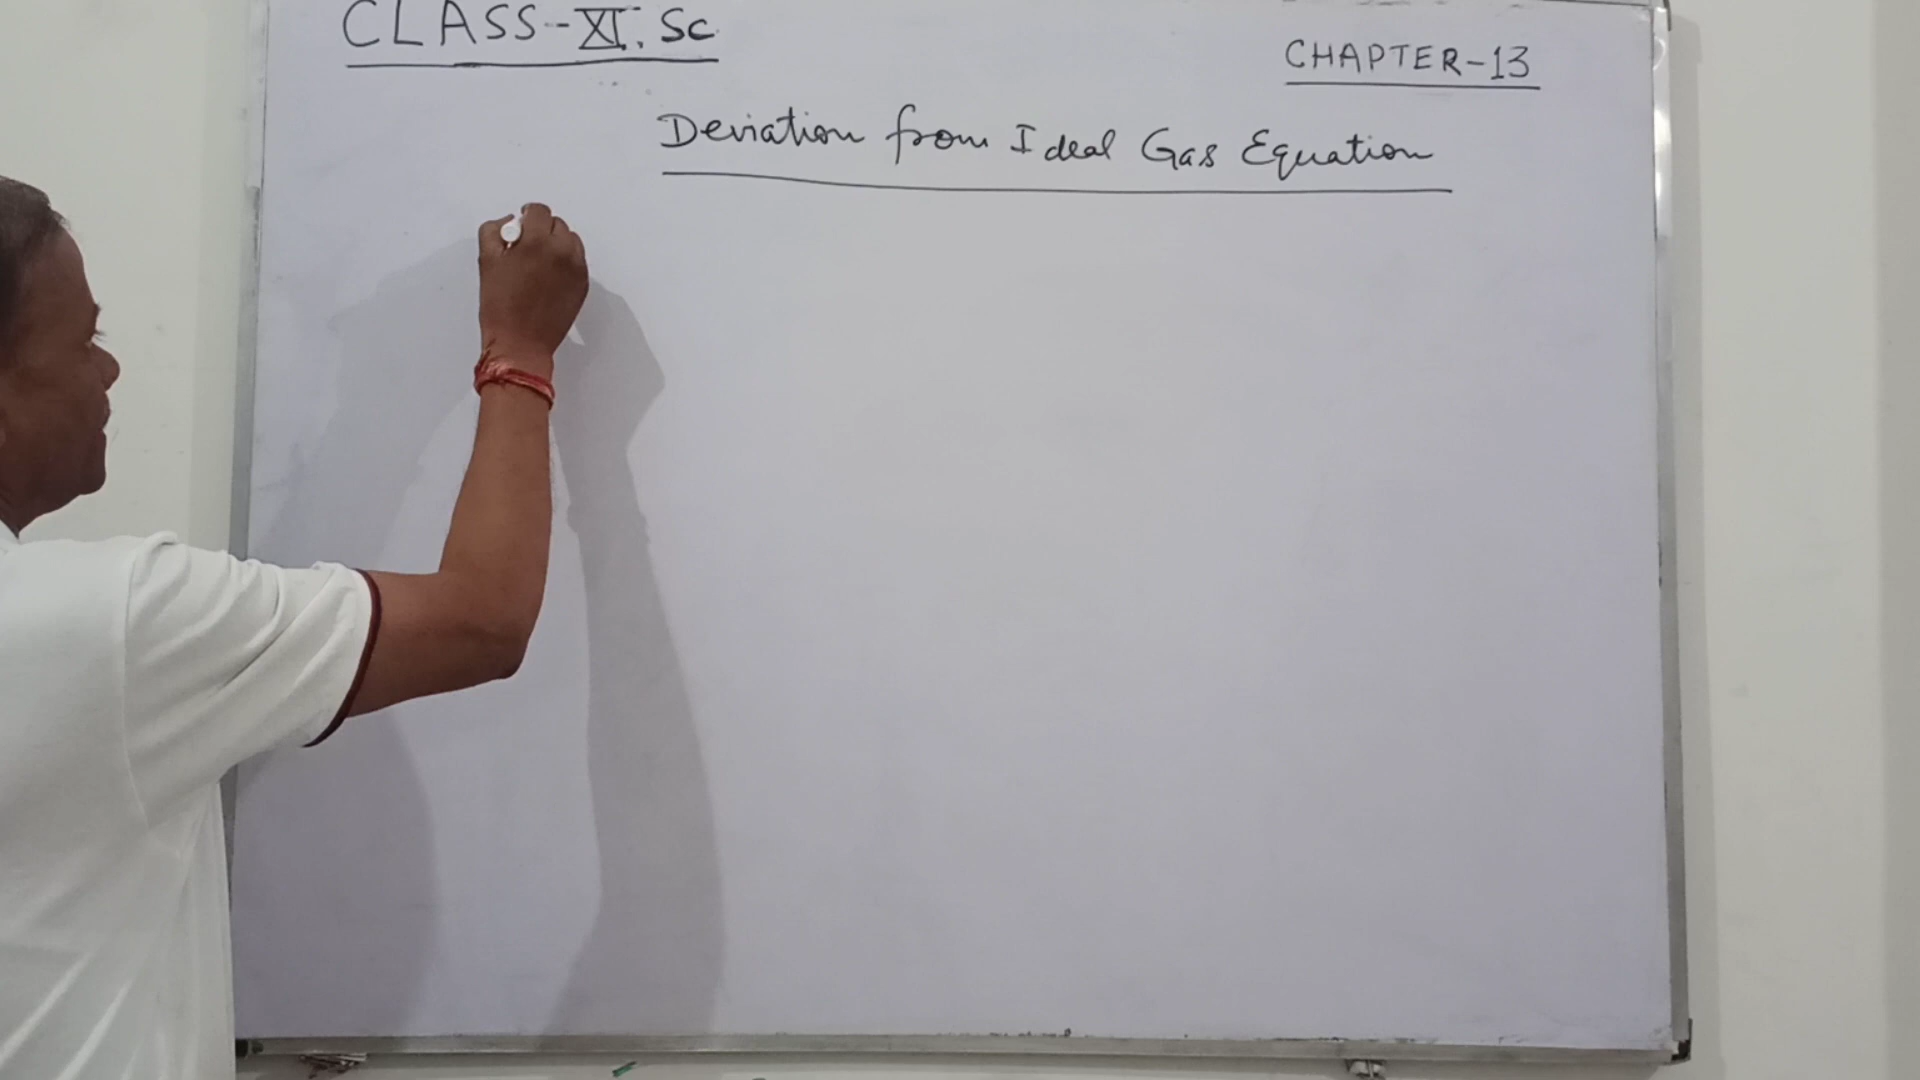 CLASS-XI. Sc
CHAPTER-13
Deviation from Ideal Gas Equation